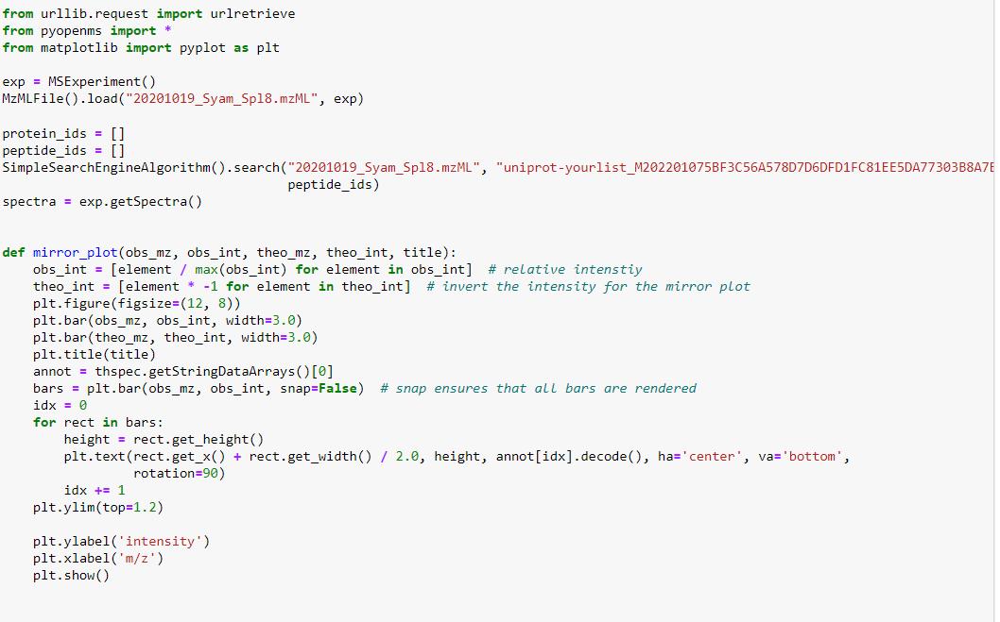 from urllib.request import urlretrieve
from pyopenms import *
from matplotlib import pyplot as plt
exp = MSExperiment()
MzMLFile().load("20201019_Syam_Spl8.mzML", exp)
protein_ids = []
peptide_ids = []
SimpleSearchEngineAlgorithm().search("20201019_Syam_Spl8.mzML", "uniprot-yourlist_M202201075BF3C56A578D7D6DFD1FC81EE5DA77303B8A7E
peptide_ids)
spectra = exp.getSpectra()
def mirror_plot(obs_mz, obs_int, theo_mz, theo_int, title):
    obs_int = [element / max(obs_int) for element in obs_int]  # relative intenstiy
    theo_int = [element * -1 for element in theo_int]  # invert the intensity for the mirror plot
    plt.figure(figsize=(12, 8))
    plt.bar(obs_mz, obs_int, width=3.0)
    plt.bar(theo_mz, theo_int, width=3.0)
    plt.title(title)
    annot = thspec.getStringDataArrays()[0]
    bars = plt.bar(obs_mz, obs_int, snap=False)  # snap ensures that all bars are rendered
    idx = 0
    for rect in bars:
        height = rect.get_height()
        plt.text(rect.get_x() + rect.get_width() / 2.0, height, annot[idx].decode(), ha='center', va='bottom',
                 rotation=90)
        idx += 1
    plt.ylim(top=1.2)
    plt.ylabel('intensity')
    plt.xlabel('m/z')
    plt.show()